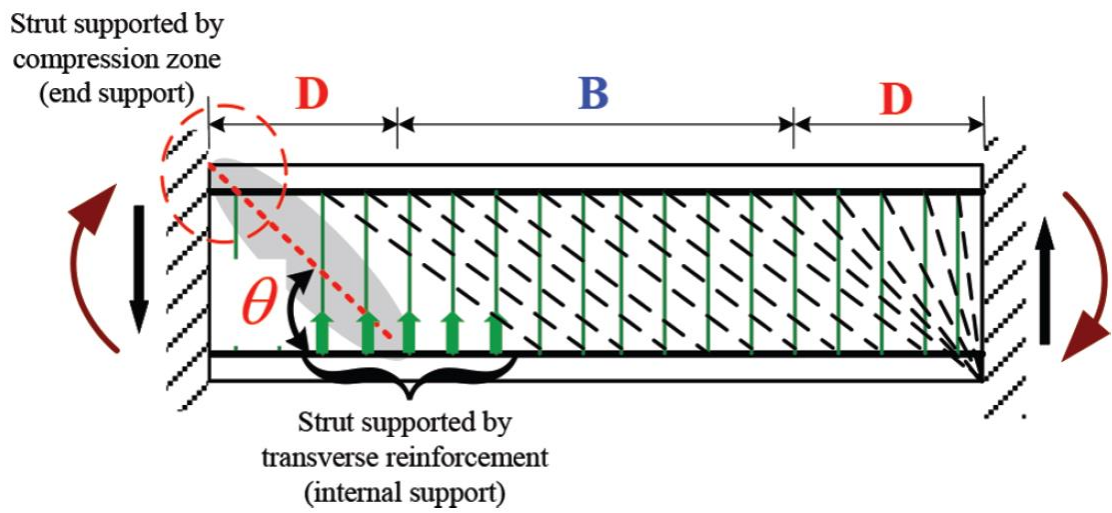 Strut supported by
compression zone
(end support)
D
B
D
θ
Strut supported by
transverse reinforcement
(internal support)